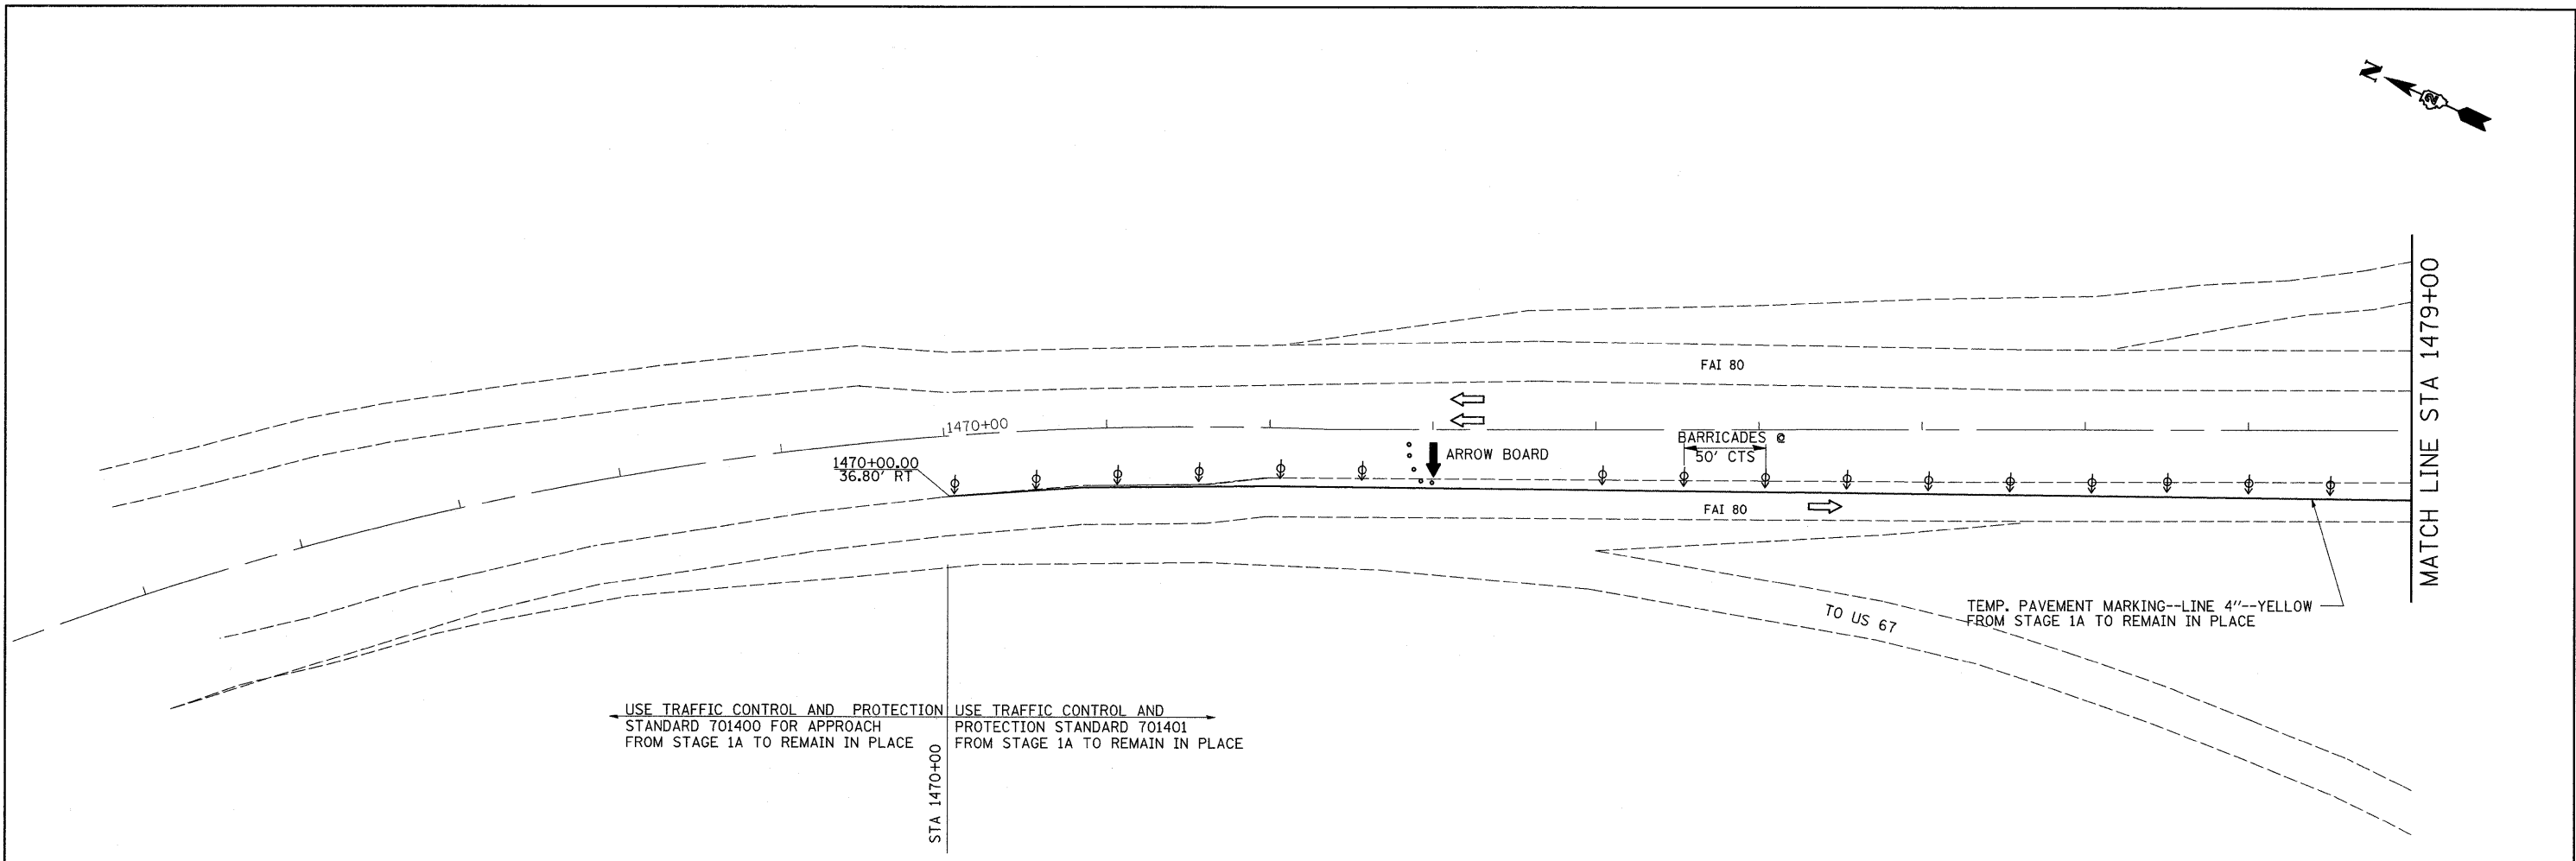 N
2
FAI 80
1470+00
1470+00.00
36.80' RT
ARROW BOARD
BARRICADES @
50' CTS
FAI 80
MATCH LINE STA 1479+00
TO US 67
TEMP. PAVEMENT MARKING--LINE 4"--YELLOW
FROM STAGE 1A TO REMAIN IN PLACE
USE TRAFFIC CONTROL AND PROTECTION
STANDARD 701400 FOR APPROACH
FROM STAGE 1A TO REMAIN IN PLACE
USE TRAFFIC CONTROL AND
PROTECTION STANDARD 701401
FROM STAGE 1A TO REMAIN IN PLACE
STA 1470+00